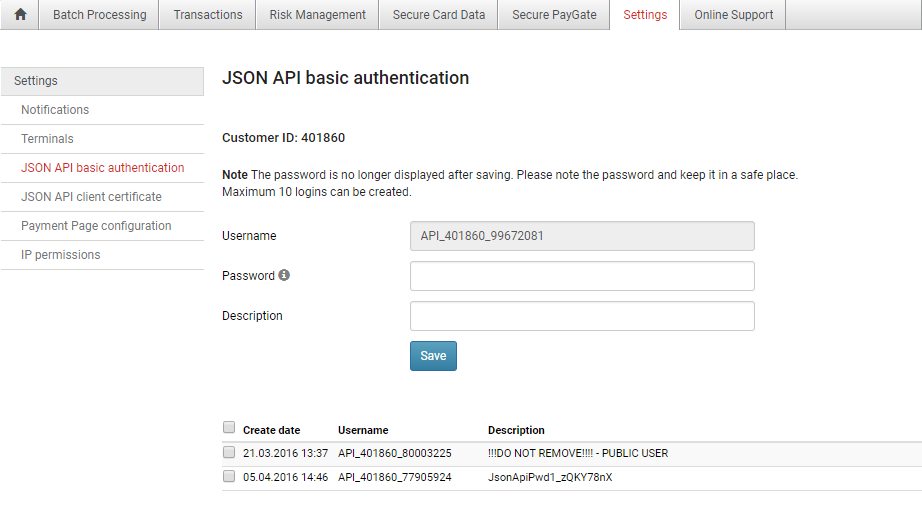 Batch Processing Transactions Risk Management Secure Card Data Secure PayGate Settings Online Support
Settings
Notifications
Terminals
JSON API basic authentication
JSON API client certificate
Payment Page configuration
IP permissions
JSON API basic authentication
Customer ID: 401860
Note The password is no longer displayed after saving. Please note the password and keep it in a safe place.
Maximum 10 logins can be created.
Username API_401860_99672081
Password
Description
Save
Create date Username Description
21.03.2016 13:37 API_401860_80003225 !!!DO NOT REMOVE!!!! - PUBLIC USER
05.04.2016 14:46 API_401860_77905924 JsonApiPwd1_zQKY78nX